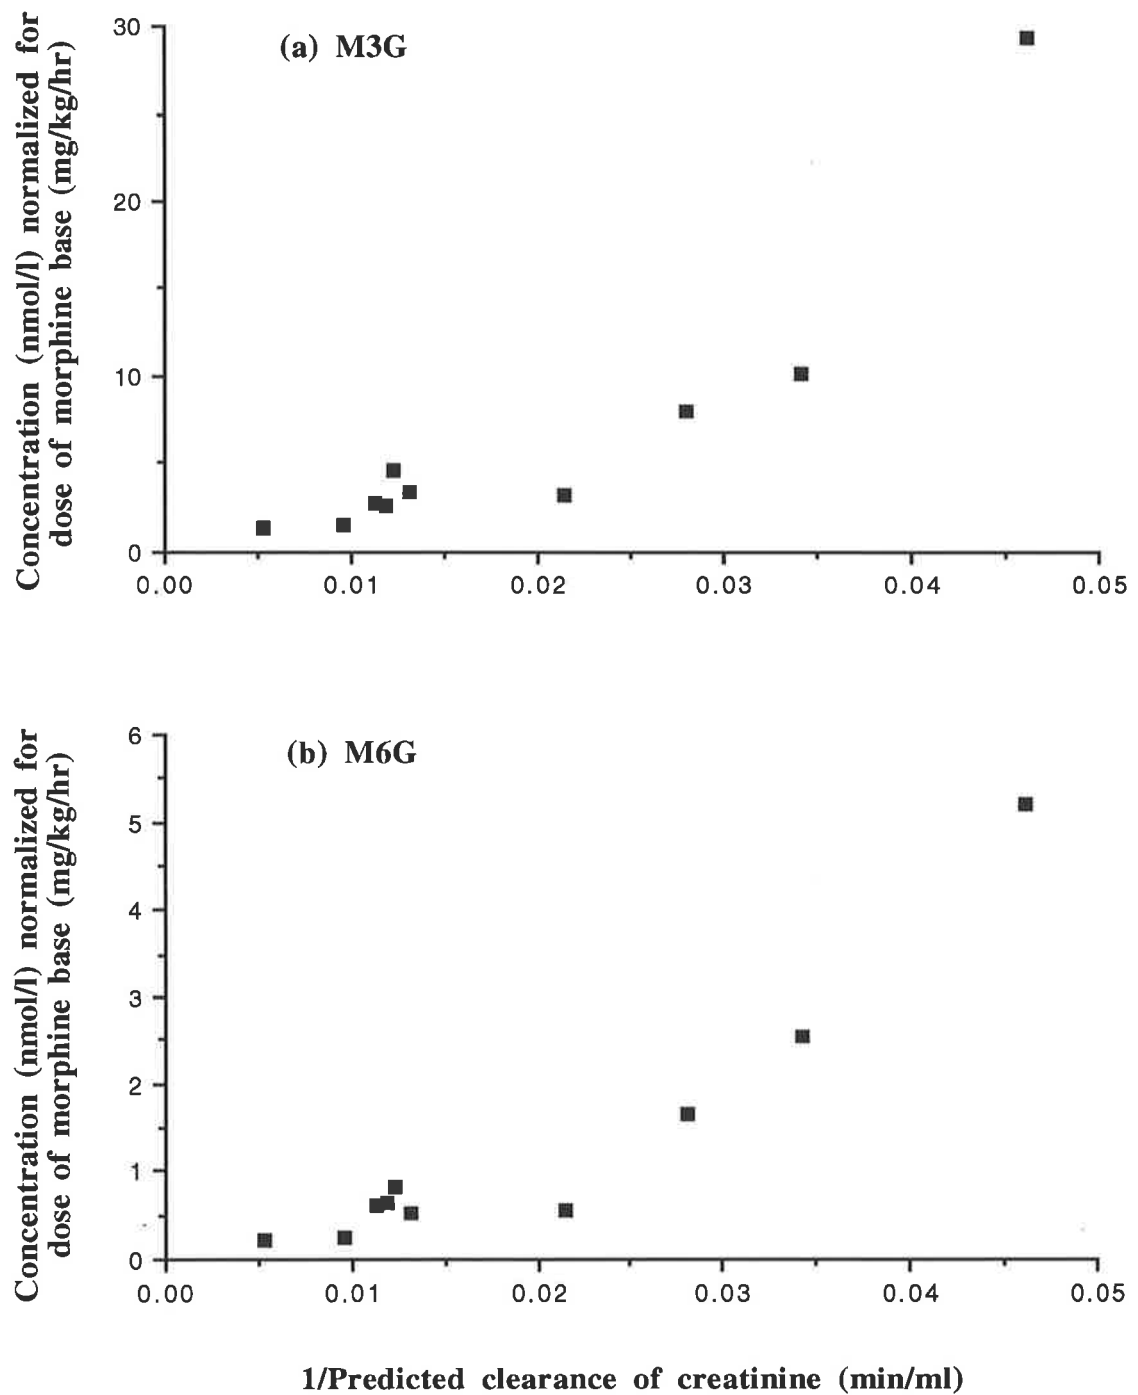 (a) M3G
Concentration (nmol/l) normalized for
dose of morphine base (mg/kg/hr)
30
20
10
0
0.00 0.01 0.02 0.03 0.04 0.05
(b) M6G
Concentration (nmol/l) normalized for
dose of morphine base (mg/kg/hr)
6
5
4
3
2
1
0
0.00 0.01 0.02 0.03 0.04 0.05
1/Predicted clearance of creatinine (min/ml)